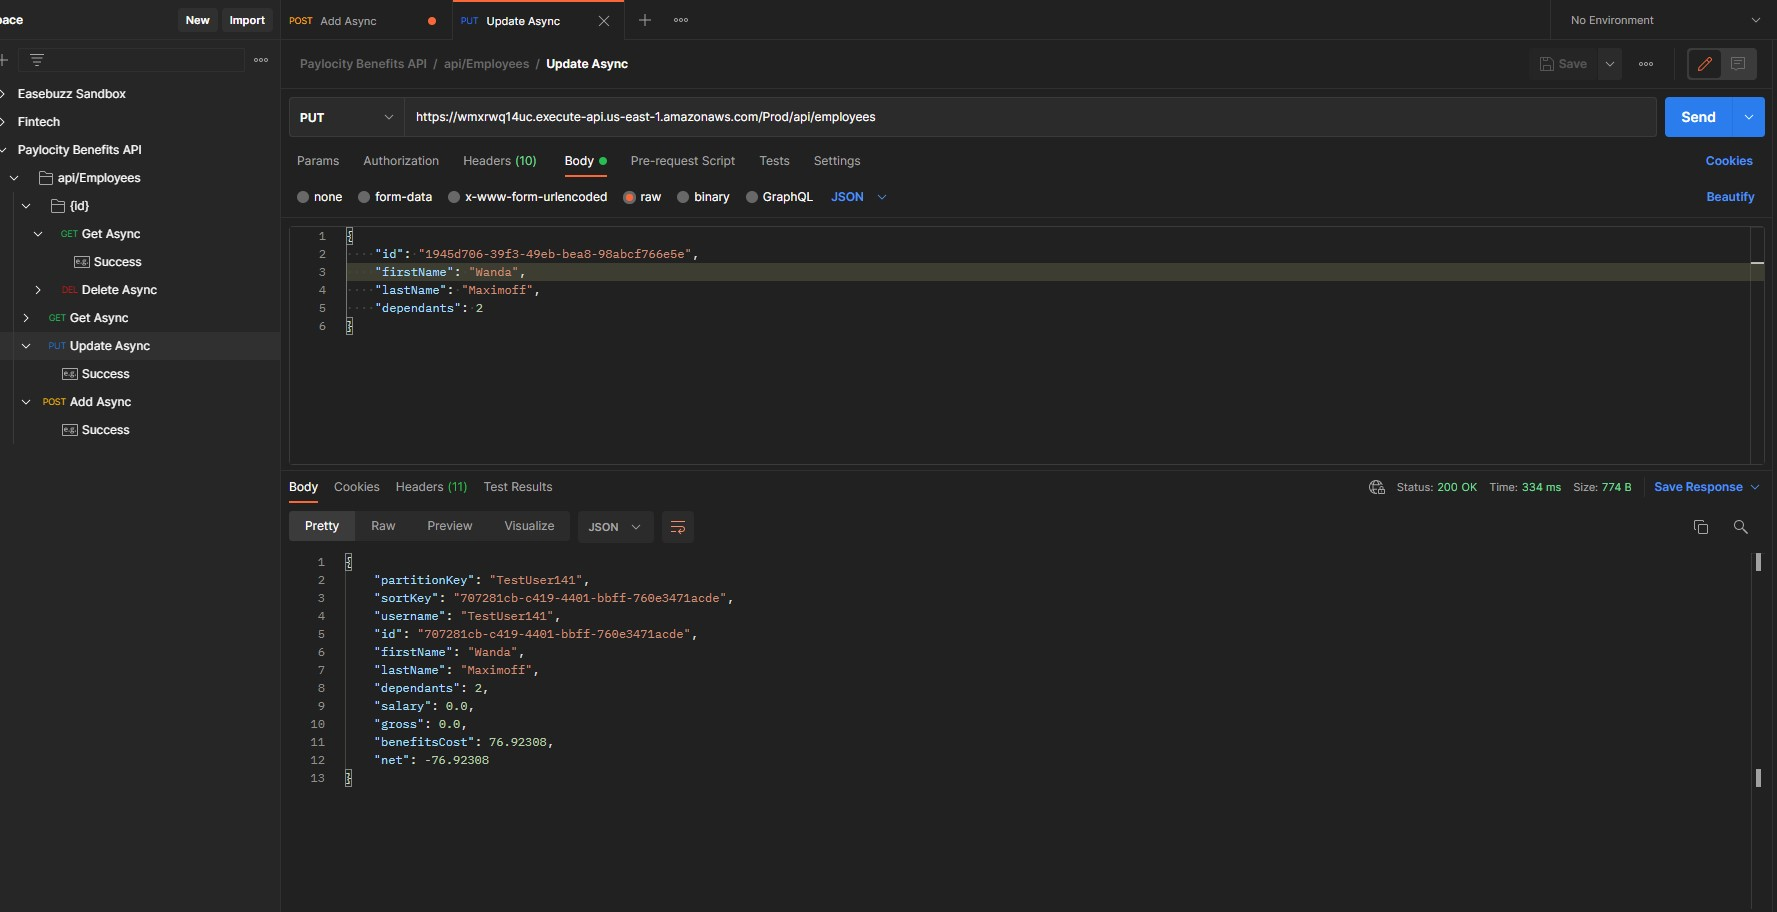 pace New Import POST Add Async PUT Update Async No Environment
Paylocity Benefits API / api/Employees / Update Async Save
Easebuzz Sandbox
Fintech
Paylocity Benefits API
api/Employees
{id}
GET Get Async
e.g. Success
DEL Delete Async
GET Get Async
PUT Update Async
e.g. Success
POST Add Async
e.g. Success
PUT https://wmxrwq14uc.execute-api.us-east-1.amazonaws.com/Prod/api/employees Send
Params Authorization Headers (10) Body Pre-request Script Tests Settings Cookies
none form-data x-www-form-urlencoded raw binary GraphQL JSON Beautify
1 {
2 "id": "1945d706-39f3-49eb-bea8-98abcf766e5e",
3 "firstName": "Wanda",
4 "lastName": "Maximoff",
5 "dependants": 2
6 }
Body Cookies Headers (11) Test Results Status: 200 OK Time: 334 ms Size: 774 B Save Response
Pretty Raw Preview Visualize JSON
1 {
2 "partitionKey": "TestUser141",
3 "sortKey": "707281cb-c419-4401-bbff-760e3471acde",
4 "username": "TestUser141",
5 "id": "707281cb-c419-4401-bbff-760e3471acde",
6 "firstName": "Wanda",
7 "lastName": "Maximoff",
8 "dependants": 2,
9 "salary": 0.0,
10 "gross": 0.0,
11 "benefitsCost": 76.92308,
12 "net": -76.92308
13 }